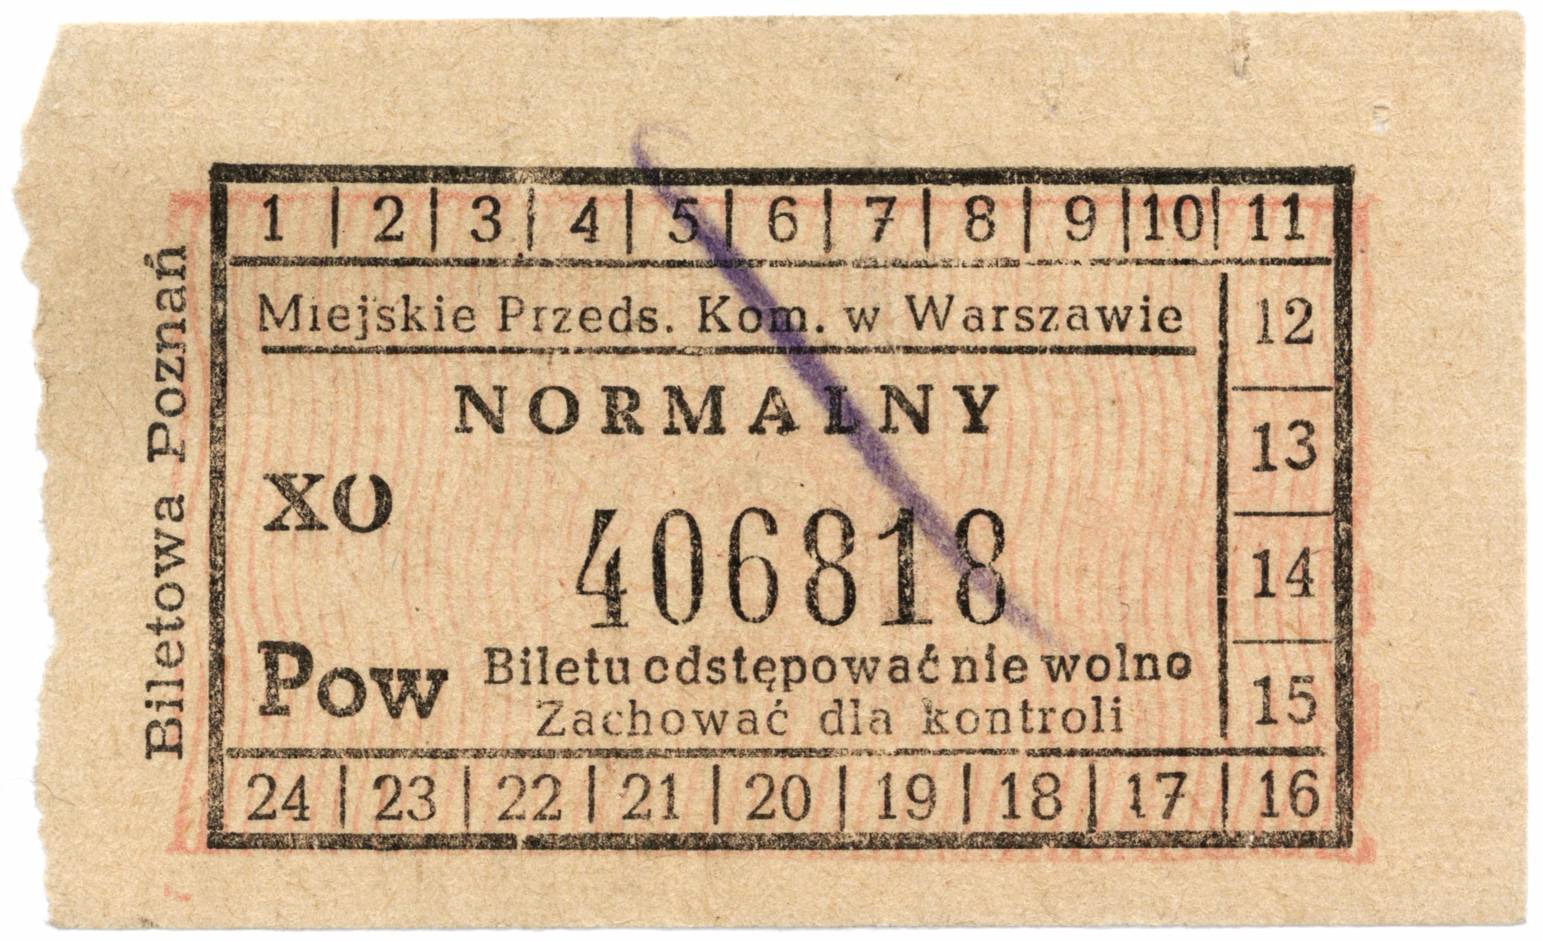 1 | 2 | 3 | 4 | 5 | 6 | 7 | 8 | 9 | 10 | 11
Miejskie Przeds. Kom. w Warszawie
12
NORMALNY
13
XO
406818
14
Pow
Biletu odstępować nie wolno
Zachować dla kontroli
15
24 | 23 | 22 | 21 | 20 | 19 | 18 | 17 | 16
Biletowa Poznań